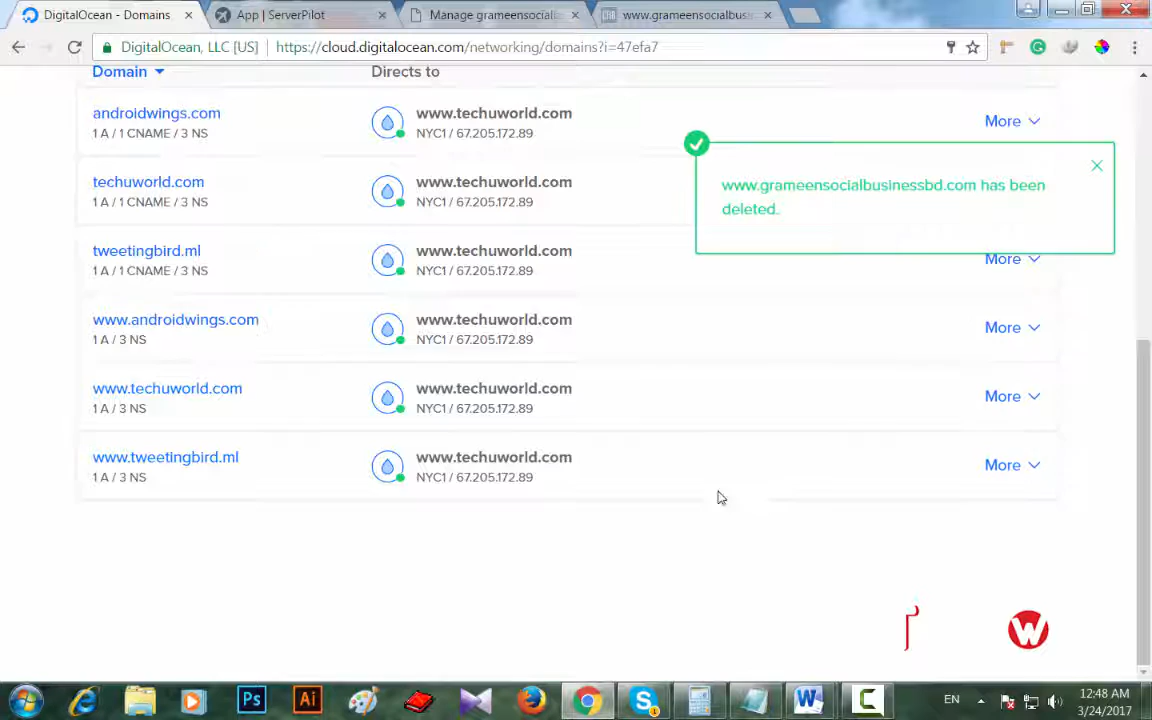 DigitalOcean - Domains
App | ServerPilot
Manage grameensociall
www.grameensocialbusi
DigitalOcean, LLC [US]
https://cloud.digitalocean.com/networking/domains?i=47efa7
Domain
Directs to
androidwings.com
1 A / 1 CNAME / 3 NS
www.techuworld.com
NYC1 / 67.205.172.89
More
www.grameensocialbusinessbd.com has been
deleted.
techuworld.com
1 A / 1 CNAME / 3 NS
www.techuworld.com
NYC1 / 67.205.172.89
tweetingbird.ml
1 A / 1 CNAME / 3 NS
www.techuworld.com
NYC1 / 67.205.172.89
More
www.androidwings.com
1 A / 3 NS
www.techuworld.com
NYC1 / 67.205.172.89
More
www.techuworld.com
1 A / 3 NS
www.techuworld.com
NYC1 / 67.205.172.89
More
www.tweetingbird.ml
1 A / 3 NS
www.techuworld.com
NYC1 / 67.205.172.89
More
W
Ps
Ai
EN
12:48 AM
3/24/2017